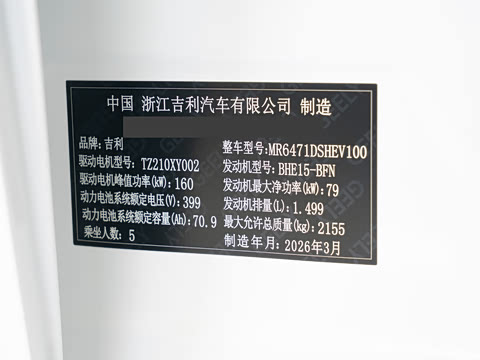 中国 浙江吉利汽车有限公司 制造
品牌: 吉利
整车型号: MR6471DSHEV100
驱动电机型号: TZ210XY002
发动机型号: BHE15-BFN
驱动电机峰值功率(kW): 160
发动机最大净功率(kW): 79
动力电池系统额定电压(V): 399
发动机排量(L): 1.499
动力电池系统额定容量(Ah): 70.9
最大允许总质量(kg): 2155
乘坐人数: 5
制造年月: 2026年3月